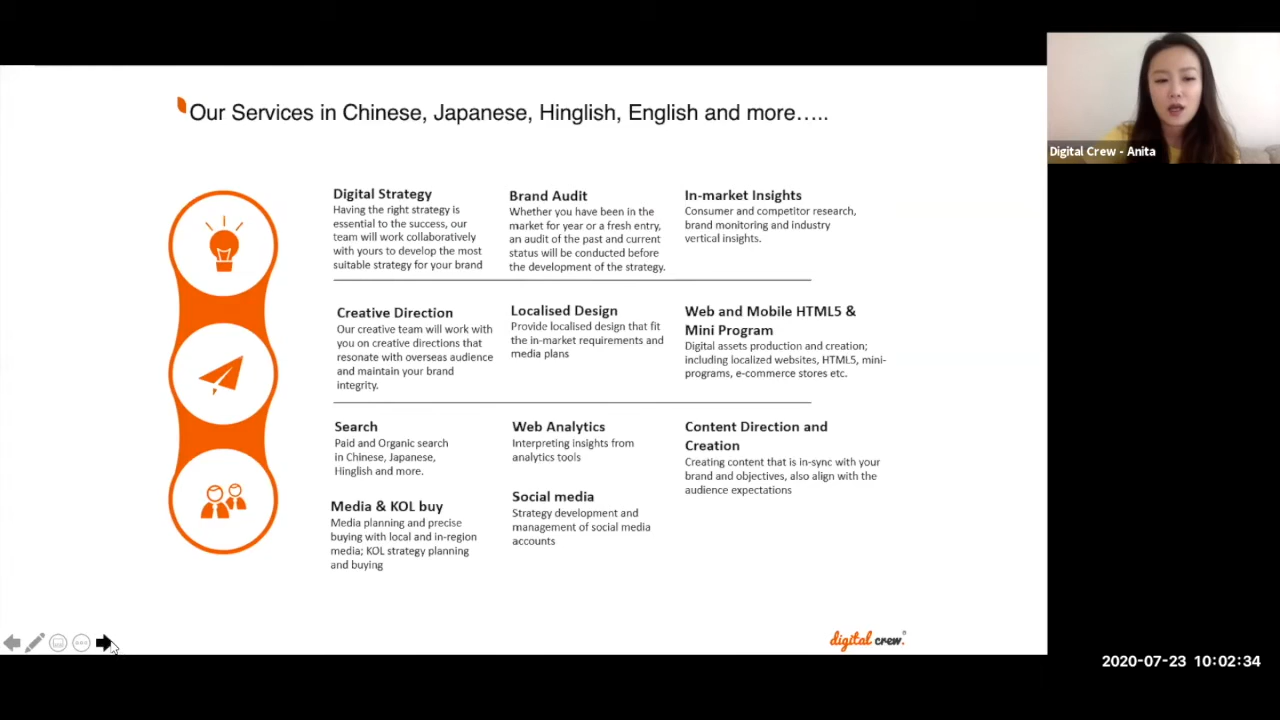 Our Services in Chinese, Japanese, Hinglish, English and more…..
Digital Strategy
Having the right strategy is
essential to the success, our
team will work collaboratively
with yours to develop the most
suitable strategy for your brand
Brand Audit
Whether you have been in the
market for year or a fresh entry,
an audit of the past and current
status will be conducted before
the development of the strategy.
In-market Insights
Consumer and competitor research,
brand monitoring and industry
vertical insights.
Creative Direction
Our creative team will work with
you on creative directions that
resonate with overseas audience
and maintain your brand
integrity.
Localised Design
Provide localised design that fit
the in-market requirements and
media plans
Web and Mobile HTML5 &
Mini Program
Digital assets production and creation;
including localized websites, HTML5, mini-
programs, e-commerce stores etc.
Search
Paid and Organic search
in Chinese, Japanese,
Hinglish and more.
Media & KOL buy
Media planning and precise
buying with local and in-region
media; KOL strategy planning
and buying
Web Analytics
Interpreting insights from
analytics tools
Social media
Strategy development and
management of social media
accounts
Content Direction and
Creation
Creating content that is in-sync with your
brand and objectives, also align with the
audience expectations
digital crew.
Digital Crew - Anita
2020-07-23 10:02:34